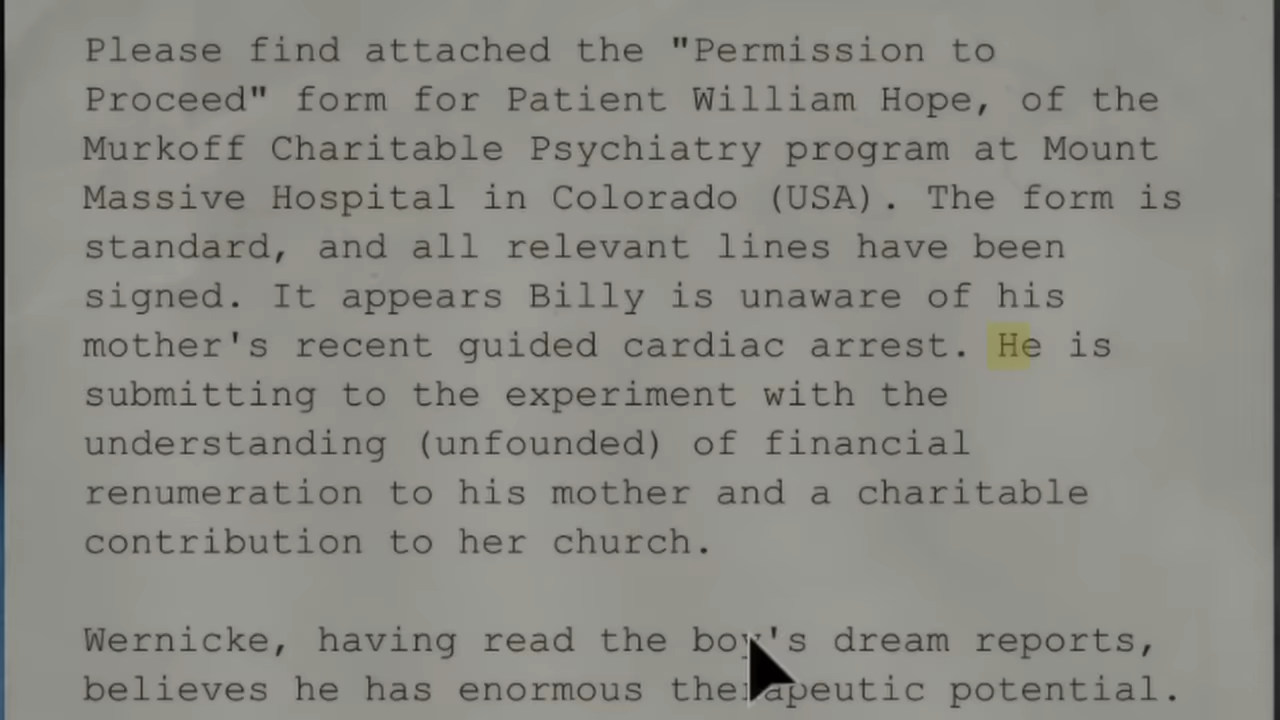 Please find attached the "Permission to
Proceed" form for Patient William Hope, of the
Murkoff Charitable Psychiatry program at Mount
Massive Hospital in Colorado (USA). The form is
standard, and all relevant lines have been
signed. It appears Billy is unaware of his
mother's recent guided cardiac arrest. He is
submitting to the experiment with the
understanding (unfounded) of financial
renumeration to his mother and a charitable
contribution to her church.
Wernicke, having read the boy's dream reports,
believes he has enormous therapeutic potential.